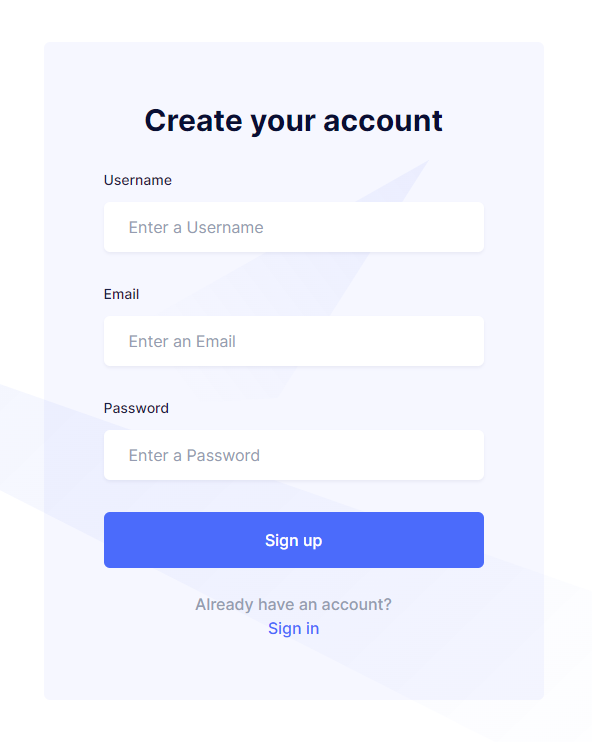 Create your account
Username
Enter a Username
Email
Enter an Email
Password
Enter a Password
Sign up
Already have an account?
Sign in